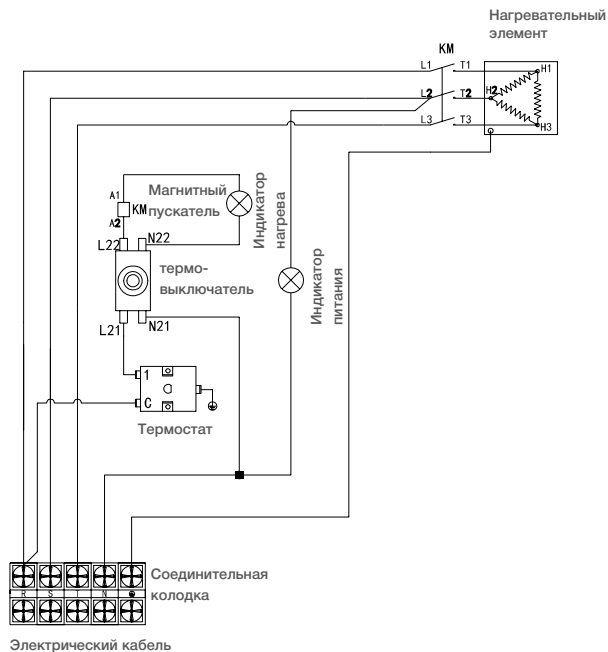 Нагревательный
элемент
KM
L1
T1
H1
L2
T2
H2
L3
T3
H3
A1
KM
A2
Магнитный
пускатель
Индикатор
нагрева
L22
N22
термо-
выключатель
Индикатор
питания
L21
N21
1
C
Термостат
Соединительная
колодка
R S T N
Электрический кабель